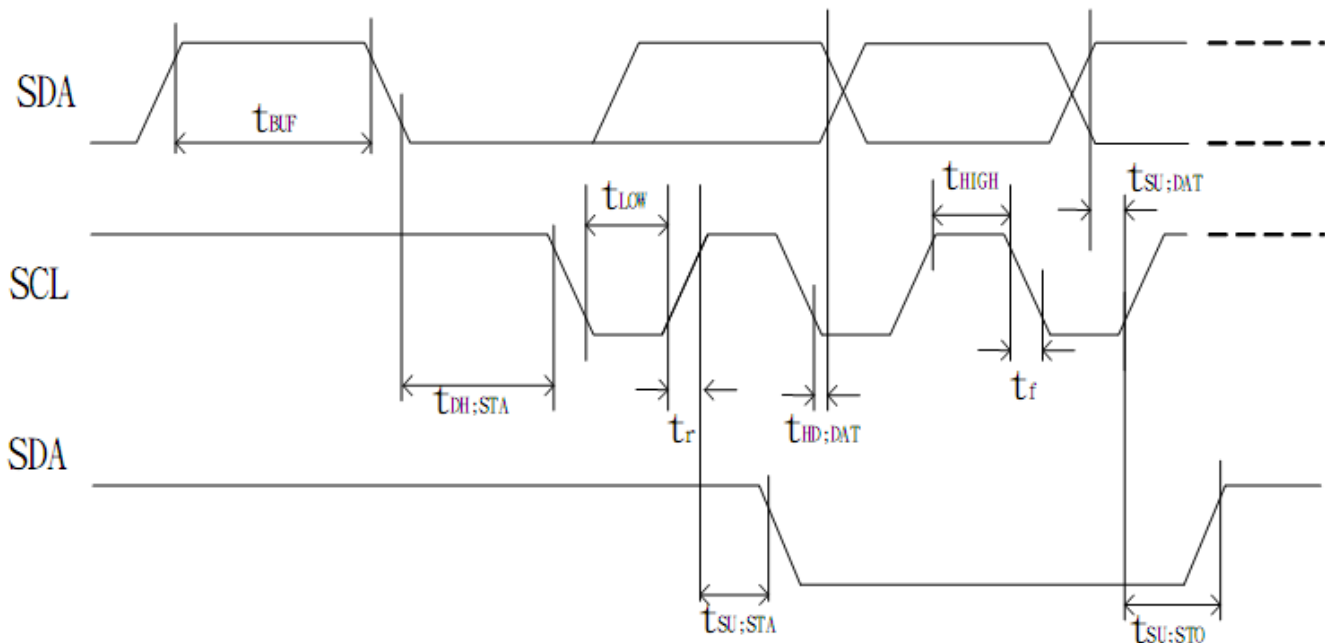 SDA
tBUF
tLOW
tHIGH
tSU;DAT
SCL
tDH;STA
tr
tHD;DAT
tf
SDA
tSU;STA
tSU;STO